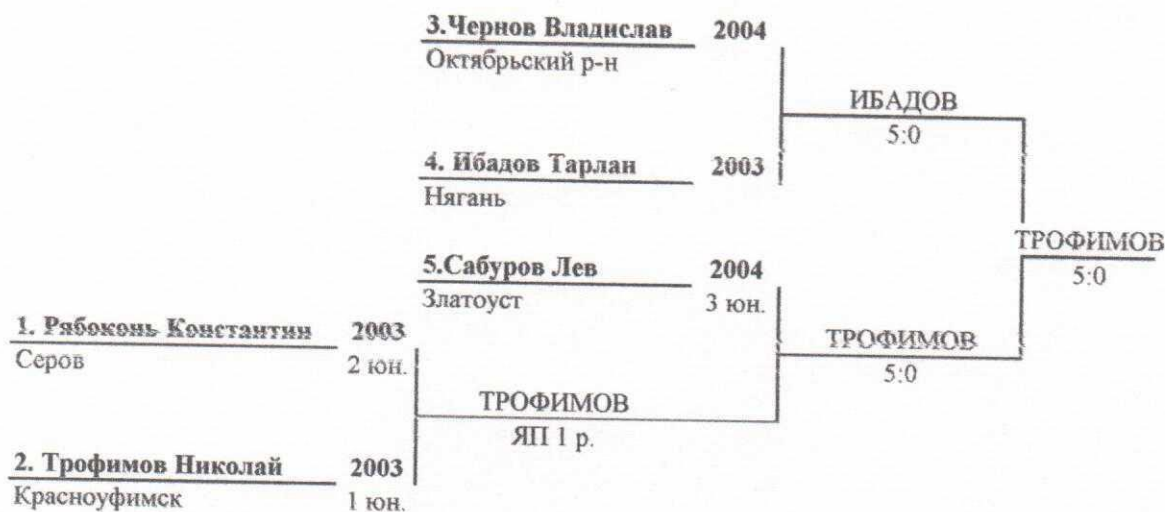 3.Чернов Владислав 2004
Октябрьский р-н
ИБАДОВ
5:0
4. Ибадов Тарлан 2003
Нягань
ТРОФИМОВ
5:0
5.Сабуров Лев 2004
Златоуст 3 юн.
1. Рябоконь Константин 2003
Серов 2 юн.
ТРОФИМОВ
5:0
ТРОФИМОВ
ЯП 1 р.
2. Трофимов Николай 2003
Красноуфимск 1 юн.